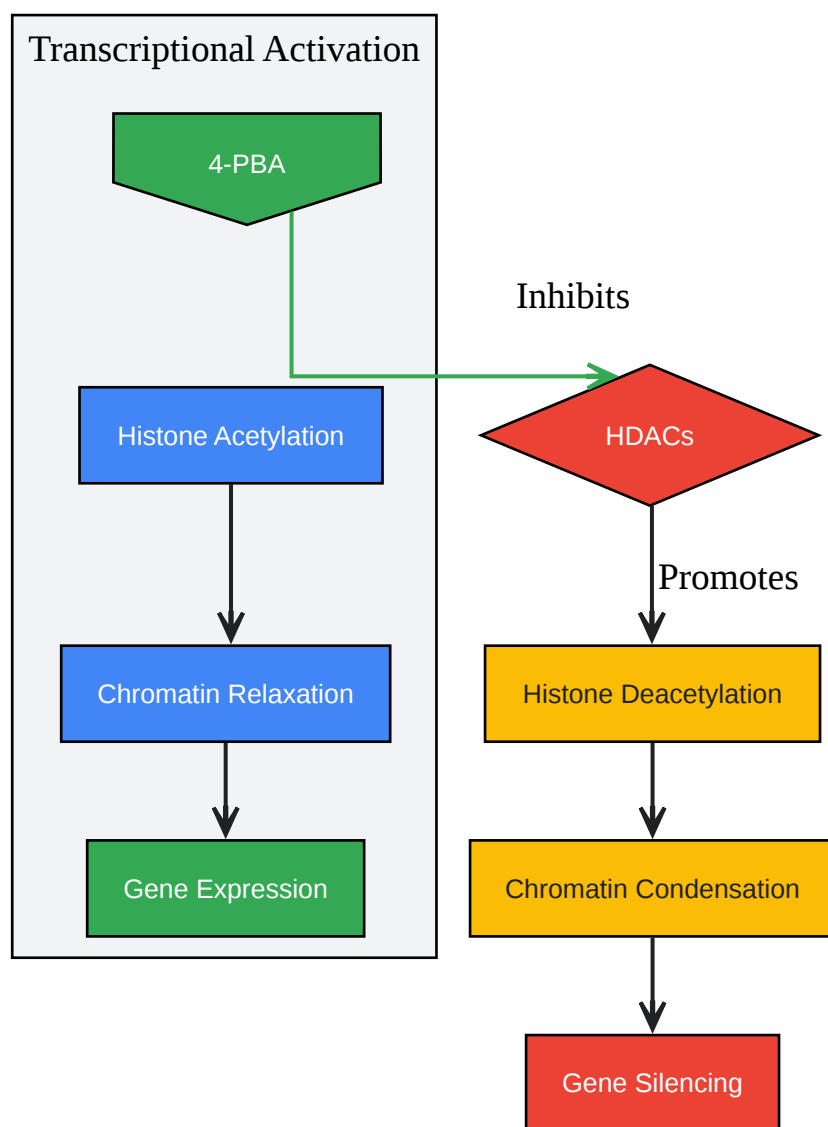 Transcriptional Activation
4-PBA
Inhibits
Histone Acetylation
HDACs
Promotes
Chromatin Relaxation
Histone Deacetylation
Gene Expression
Chromatin Condensation
Gene Silencing